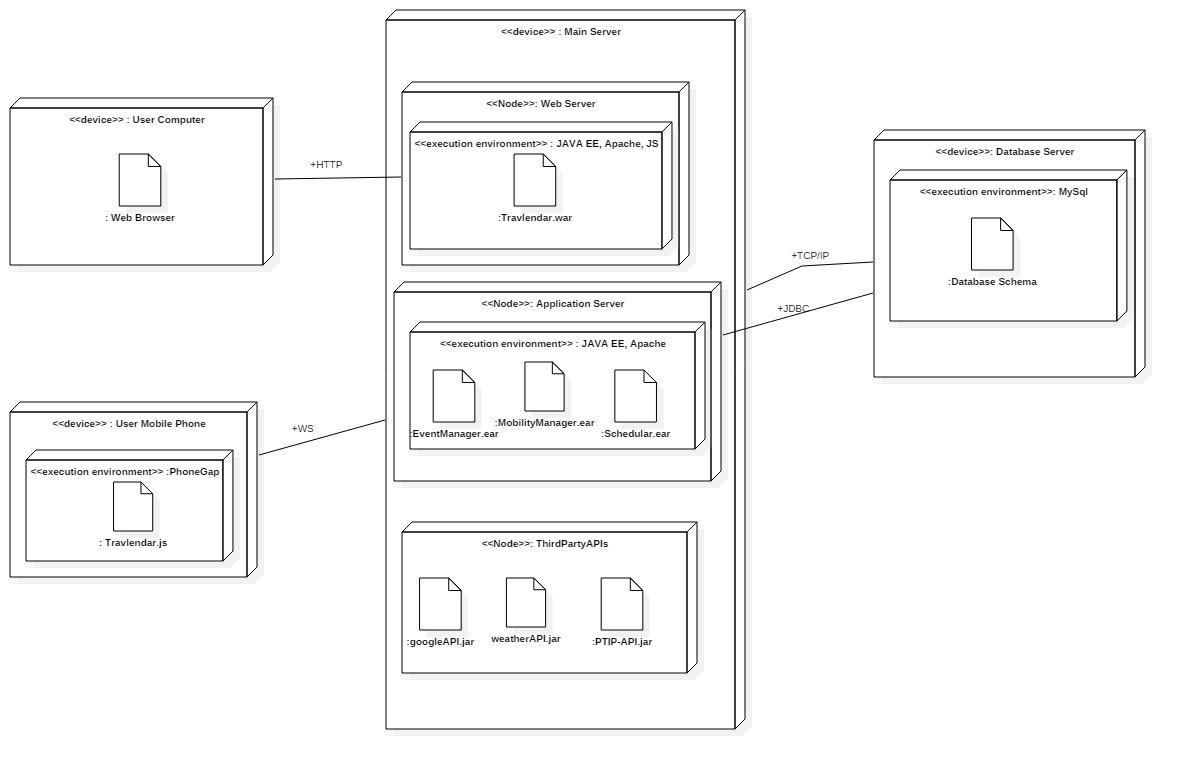 <<device>> : Main Server
<<Node>>: Web Server
<<device>> : User Computer
<<execution environment>> : JAVA EE, Apache, JS
<<device>>: Database Server
+HTTP
<<execution environment>>: MySql
: Web Browser
:Travlendar.war
+TCP/IP
:Database Schema
<<Node>>: Application Server
+JDBC
<<execution environment>> : JAVA EE, Apache
<<device>> : User Mobile Phone
+WS
:EventManager.ear
:MobilityManager.ear
:Schedular.ear
<<execution environment>> :PhoneGap
: Travlendar.js
<<Node>>: ThirdPartyAPIs
:googleAPI.jar
weatherAPI.jar
:PTIP-API.jar